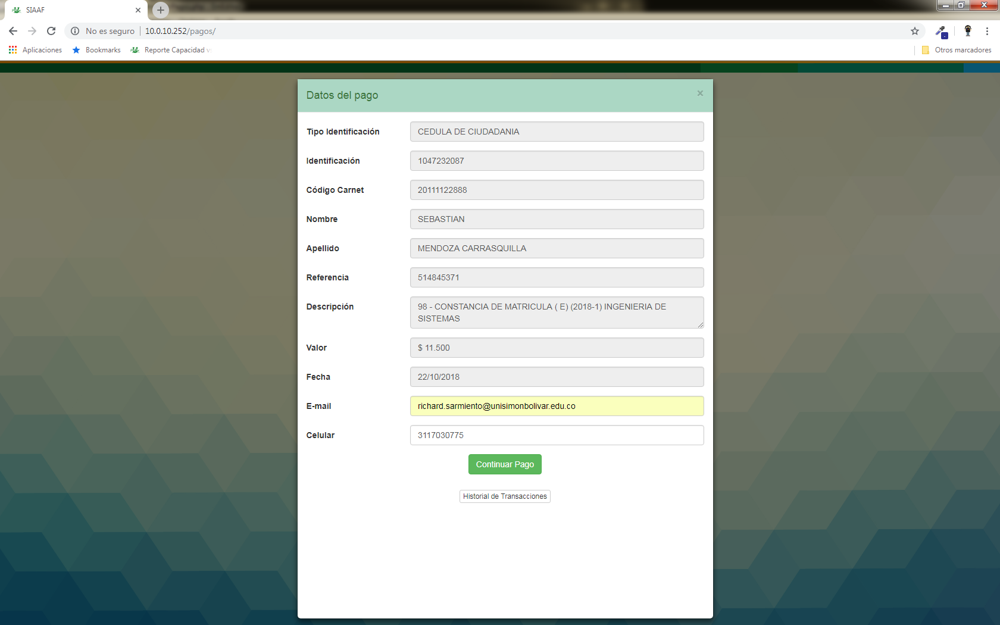 SIAAF
No es seguro
10.0.10.252/pagos/
Aplicaciones
Bookmarks
Reporte Capacidad vs
Otros marcadores
Datos del pago
Tipo Identificación
CEDULA DE CIUDADANIA
Identificación
1047232087
Código Carnet
20111122888
Nombre
SEBASTIAN
Apellido
MENDOZA CARRASQUILLA
Referencia
514845371
Descripción
98 - CONSTANCIA DE MATRICULA ( E) (2018-1) INGENIERIA DE
SISTEMAS
Valor
$ 11.500
Fecha
22/10/2018
E-mail
richard.sarmiento@unisimonbolivar.edu.co
Celular
3117030775
Continuar Pago
Historial de Transacciones